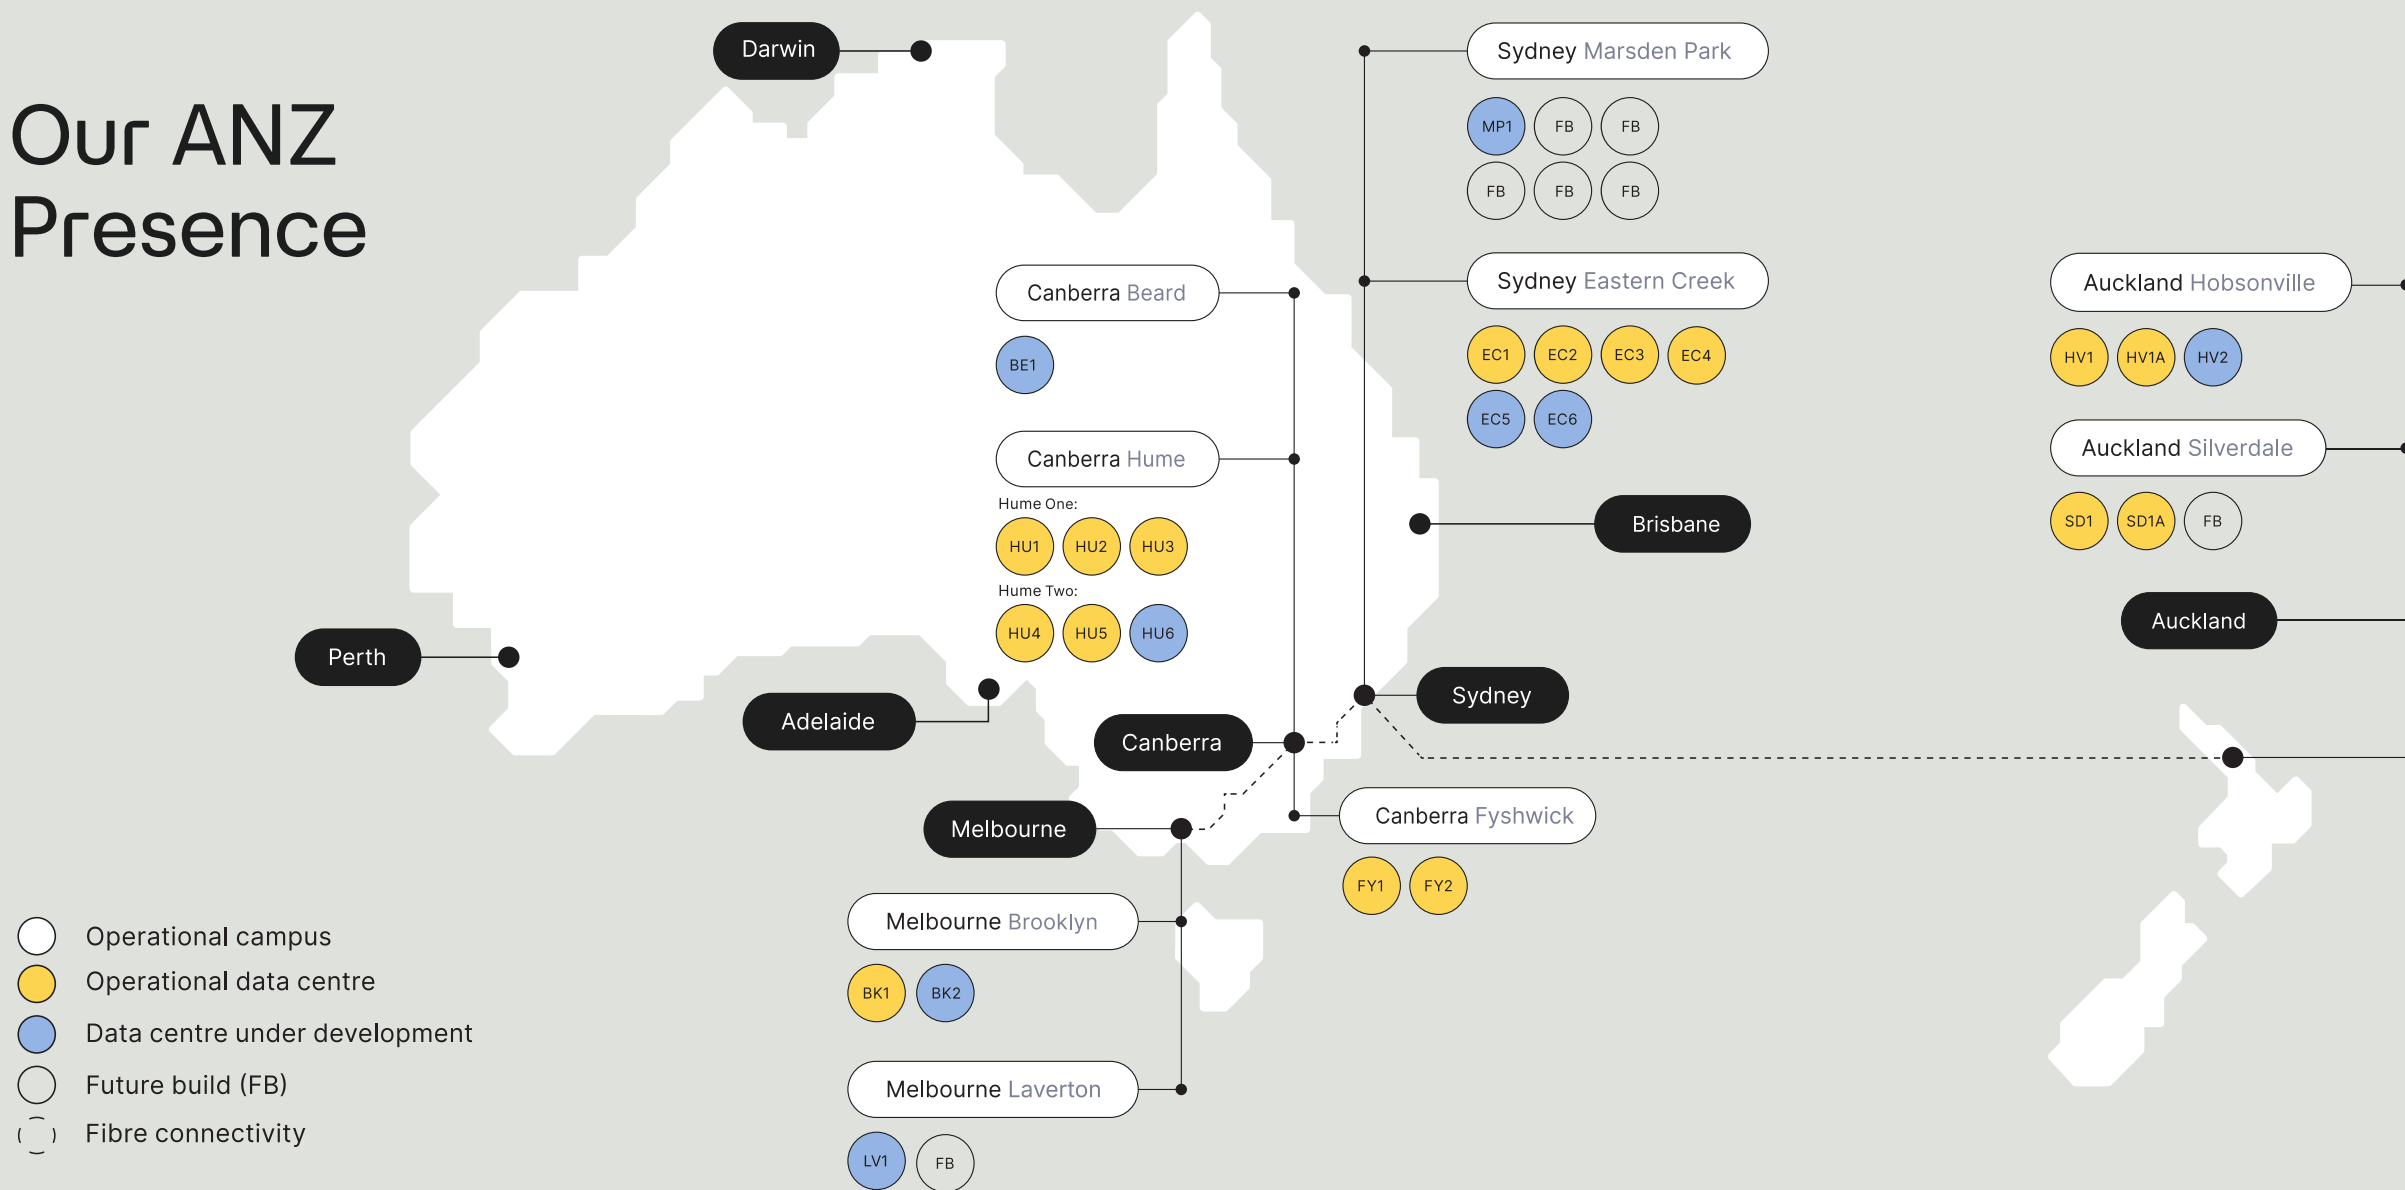 Our ANZ
Presence
Darwin
Sydney Marsden Park
MP1 FB FB
FB FB FB
Canberra Beard
BE1
Sydney Eastern Creek
EC1 EC2 EC3 EC4
EC5 EC6
Auckland Hobsonville
HV1 HV1A HV2
Canberra Hume
Hume One:
HU1 HU2 HU3
Hume Two:
HU4 HU5 HU6
Auckland Silverdale
SD1 SD1A FB
Brisbane
Auckland
Perth
Adelaide
Sydney
Canberra
Melbourne
Canberra Fyshwick
FY1 FY2
Melbourne Brooklyn
BK1 BK2
Melbourne Laverton
LV1 FB
Operational campus
Operational data centre
Data centre under development
Future build (FB)
Fibre connectivity